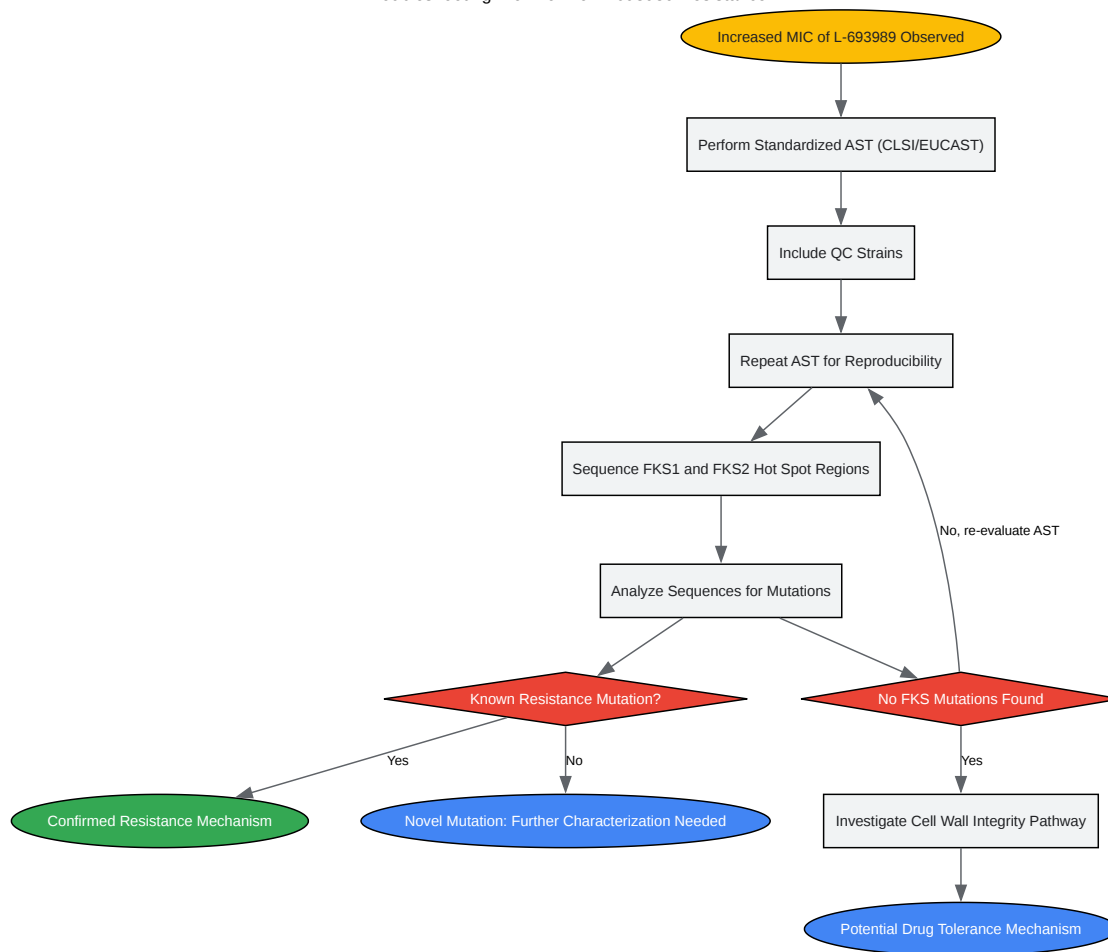 Increased MIC of L-693989 Observed
Perform Standardized AST (CLSI/EUCAST)
Include QC Strains
Repeat AST for Reproducibility
Sequence FKS1 and FKS2 Hot Spot Regions
No, re-evaluate AST
Analyze Sequences for Mutations
Known Resistance Mutation?
No FKS Mutations Found
Yes
No
Yes
Confirmed Resistance Mechanism
Novel Mutation: Further Characterization Needed
Investigate Cell Wall Integrity Pathway
Potential Drug Tolerance Mechanism